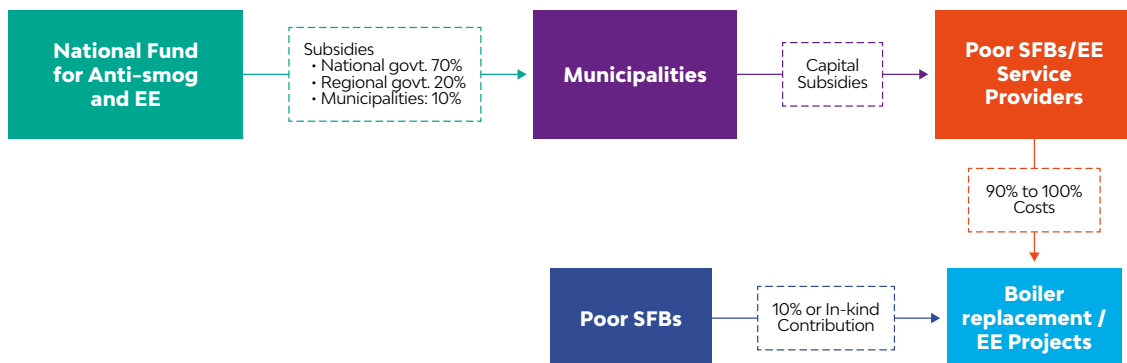 National Fund
for Anti-smog
and EE
Subsidies
• National govt. 70%
• Regional govt. 20%
• Municipalities: 10%
Municipalities
Capital
Subsidies
Poor SFBs/EE
Service
Providers
90% to 100%
Costs
Poor SFBs
10% or In-kind
Contribution
Boiler
replacement /
EE Projects